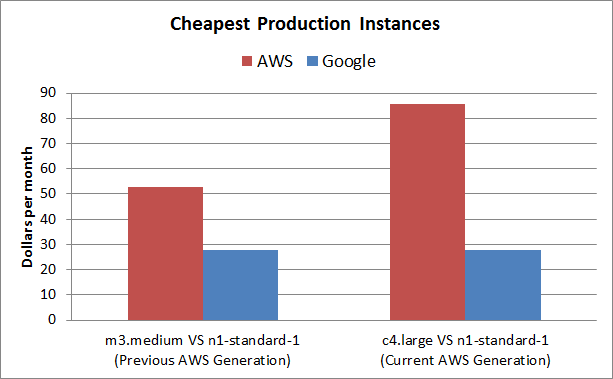 Cheapest Production Instances
AWS Google
90
80
70
60
50
40
30
20
10
0
Dollars per month
m3.medium VS n1-standard-1
(Previous AWS Generation)
c4.large VS n1-standard-1
(Current AWS Generation)